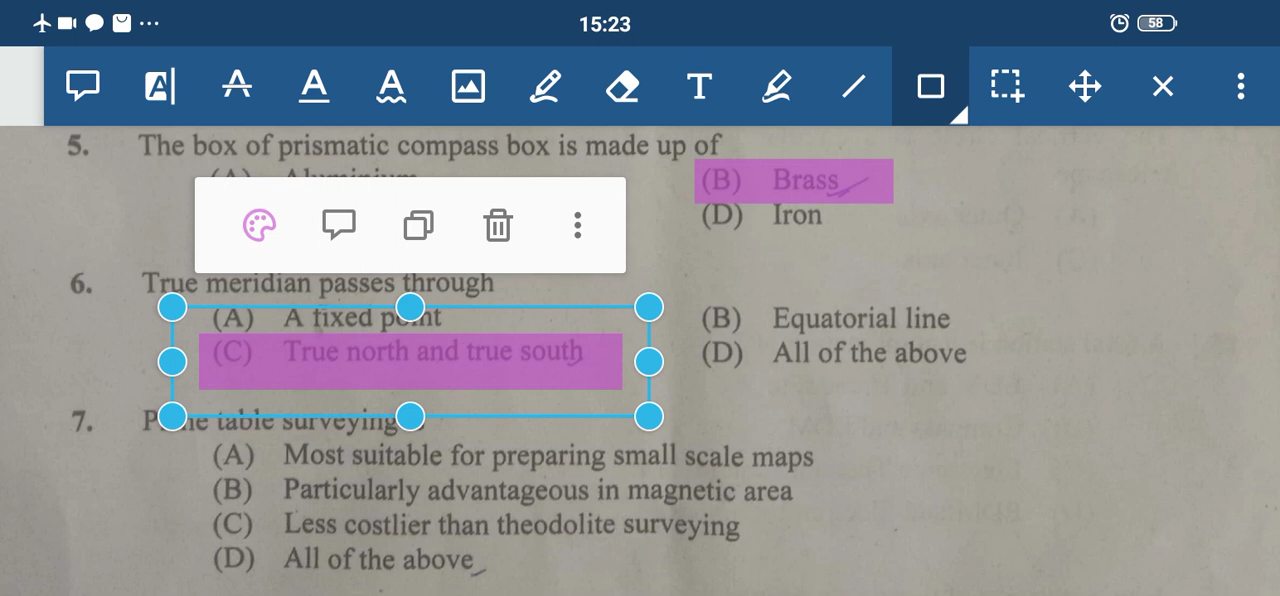 15:23
58
5. The box of prismatic compass box is made up of
(B) Brass
(D) Iron
6. True meridian passes through
(A) A fixed point
(B) Equatorial line
(C) True north and true south
(D) All of the above
7. Plane table surveying
(A) Most suitable for preparing small scale maps
(B) Particularly advantageous in magnetic area
(C) Less costlier than theodolite surveying
(D) All of the above